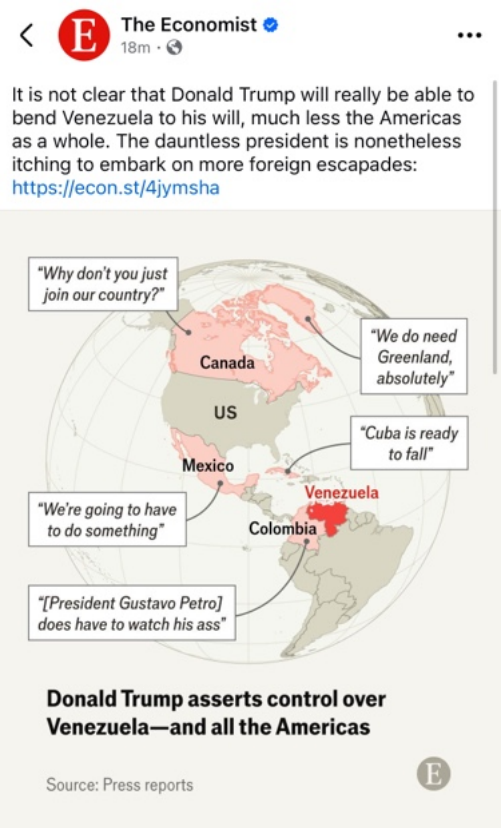 The Economist
18m
It is not clear that Donald Trump will really be able to
bend Venezuela to his will, much less the Americas
as a whole. The dauntless president is nonetheless
itching to embark on more foreign escapades:
https://econ.st/4jymsha
“Why don’t you just
join our country?”
“We do need
Greenland,
absolutely”
Canada
US
“Cuba is ready
to fall”
Mexico
Venezuela
“We’re going to have
to do something”
Colombia
“[President Gustavo Petro]
does have to watch his ass”
Donald Trump asserts control over
Venezuela—and all the Americas
Source: Press reports
E
E